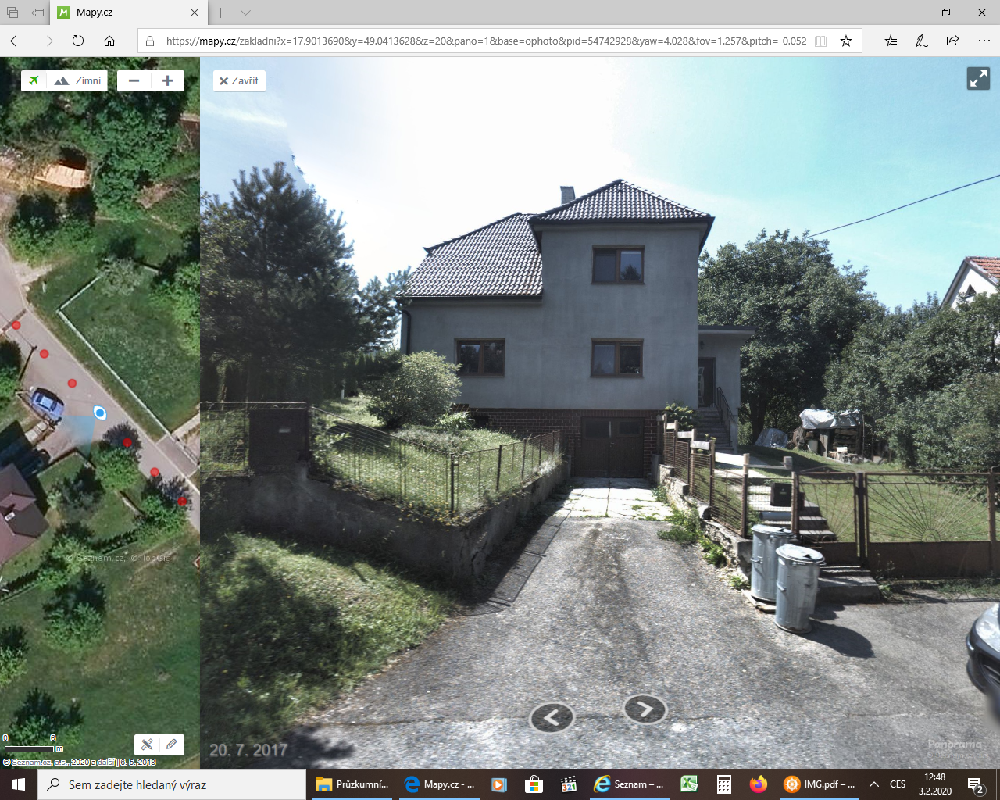 Mapy.cz
https://mapy.cz/zakladni?x=17.9013690&y=49.0413628&z=20&pano=1&base=ophoto&pid=54742928&yaw=4.028&fov=1.257&pitch=-0.052
Zimní
Zavřít
© Seznam.cz, © TopGis
0 6
m
© Seznam.cz, a.s., 2020 a další | 6. 5. 2018
20. 7. 2017
Panorama
Sem zadejte hledaný výraz
Průzkumní...
Mapy.cz - ...
321
Seznam – ...
IMG.pdf – ...
CES
12:48
3.2.2020
2